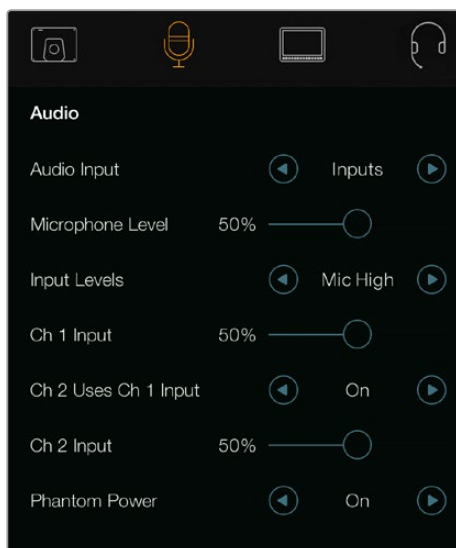 Audio
Audio Input Inputs
Microphone Level 50%
Input Levels Mic High
Ch 1 Input 50%
Ch 2 Uses Ch 1 Input On
Ch 2 Input 50%
Phantom Power On